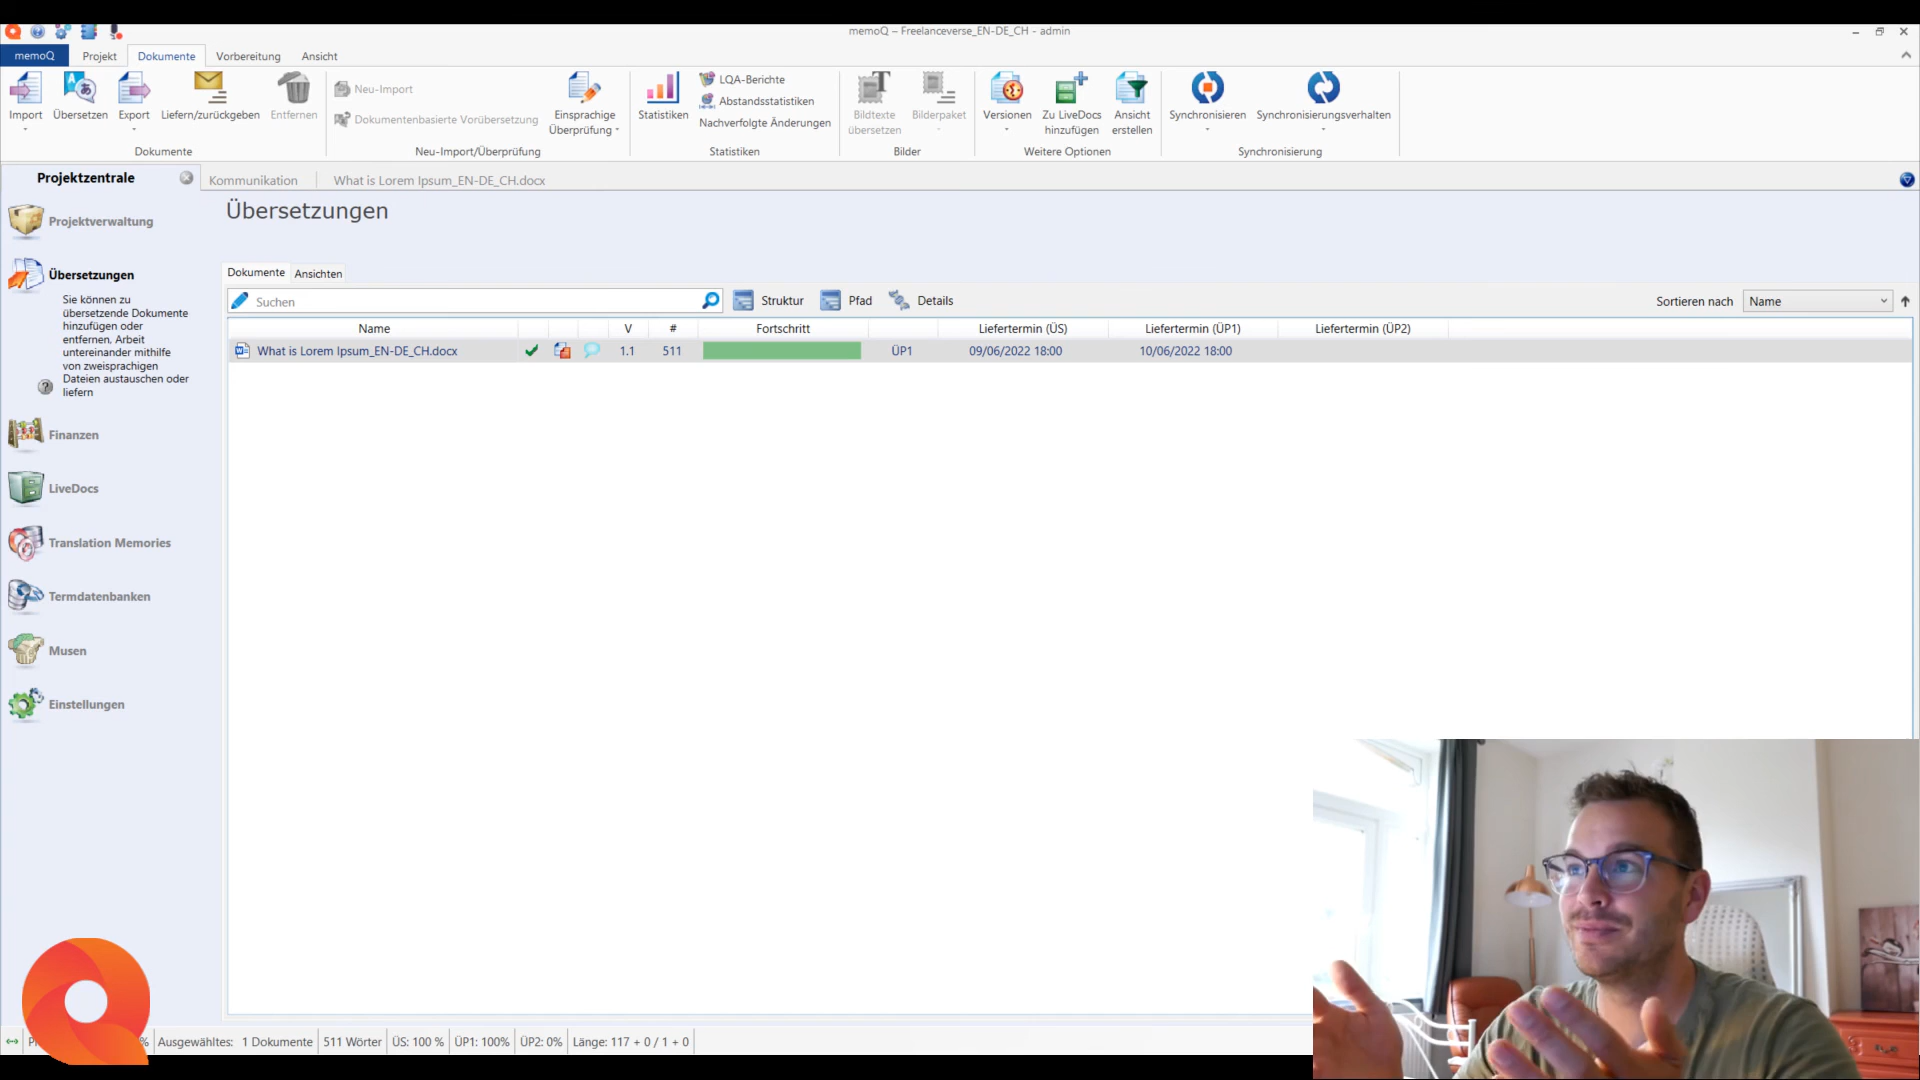 memoQ – Freelanceverse_EN-DE_CH - admin
memoQ Projekt Dokumente Vorbereitung Ansicht
Import Übersetzen Export Liefern/zurückgeben Entfernen
Dokumente
Neu-Import
Dokumentenbasierte Vorübersetzung
Einsprachige
Überprüfung
Neu-Import/Überprüfung
Statistiken
LQA-Berichte
Abstandsstatistiken
Nachverfolgte Änderungen
Statistiken
Bildtexte
übersetzen
Bilderpaket
Bilder
Versionen
Zu LiveDocs
hinzufügen
Ansicht
erstellen
Weitere Optionen
Synchronisieren Synchronisierungsverhalten
Synchronisierung
Projektzentrale Kommunikation What is Lorem Ipsum_EN-DE_CH.docx
Projektverwaltung
Übersetzungen
Sie können zu
übersetzende Dokumente
hinzufügen oder
entfernen, Arbeit
untereinander mithilfe
von zweisprachigen
Dateien austauschen oder
liefern
Finanzen
LiveDocs
Translation Memories
Termdatenbanken
Musen
Einstellungen
Übersetzungen
Dokumente Ansichten
Suchen Struktur Pfad Details Sortieren nach Name
Name V # Fortschritt Liefertermin (ÜS) Liefertermin (ÜP1) Liefertermin (ÜP2)
What is Lorem Ipsum_EN-DE_CH.docx 1.1 511 ÜP1 09/06/2022 18:00 10/06/2022 18:00
% Ausgewähltes: 1 Dokumente 511 Wörter ÜS: 100 % ÜP1: 100% ÜP2: 0% Länge: 117 + 0 / 1 + 0